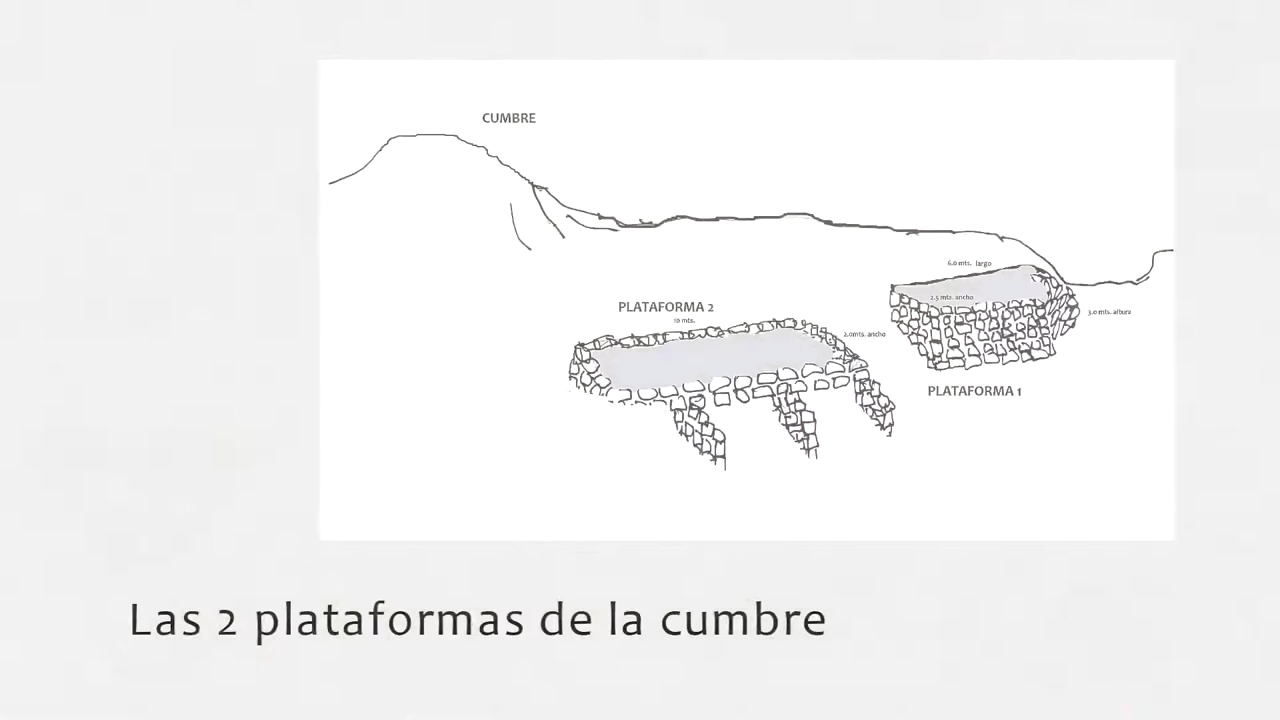 CUMBRE
6.0 mts. largo
2.5 mts. ancho
PLATAFORMA 2
10 mts.
3.0 mts. altura
2.0mts. ancho
PLATAFORMA 1
Las 2 plataformas de la cumbre